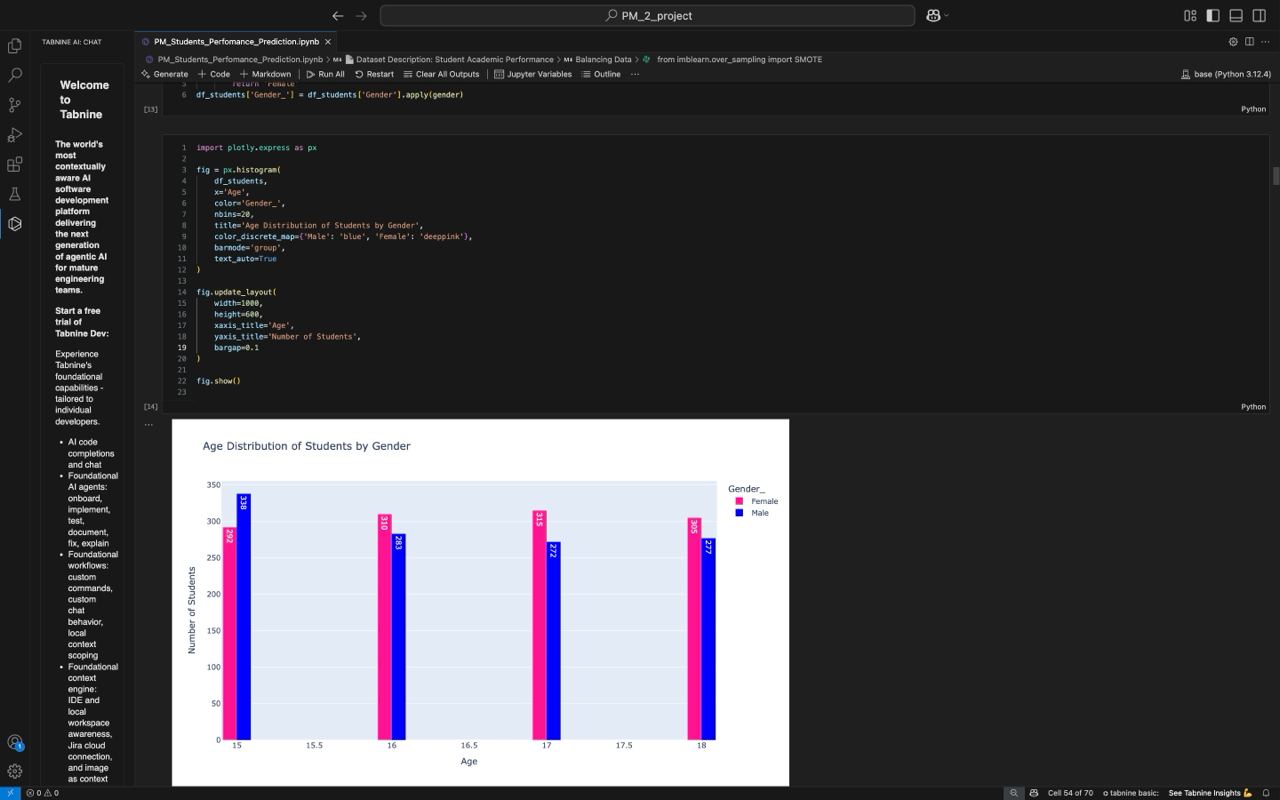 PM_2_project
TABNINE AI: CHAT
Welcome
to
Tabnine
The world's
most
contextually
aware AI
software
development
platform
delivering
the next
generation
of agentic AI
for mature
engineering
teams.
Start a free
trial of
Tabnine Dev:
Experience
Tabnine's
foundational
capabilities -
tailored to
individual
developers.
• AI code
completions
and chat
• Foundational
AI agents:
onboard,
implement,
test,
document,
fix, explain
• Foundational
workflows:
custom
commands,
custom
chat
behavior,
local
context
scoping
• Foundational
context
engine:
IDE and
local
workspace
awareness,
Jira cloud
connection,
and image
as context
PM_Students_Perfomance_Prediction.ipynb
PM_Students_Perfomance_Prediction.ipynb > M↓ Dataset Description: Student Academic Performance > M↓ Balancing Data > from imblearn.over_sampling import SMOTE
Generate + Code + Markdown Run All Restart Clear All Outputs Jupyter Variables Outline ... base (Python 3.12.4)
5 return 'Female'
6 df_students['Gender_'] = df_students['Gender'].apply(gender)
[13] Python
1 import plotly.express as px
2
3 fig = px.histogram(
4 df_students,
5 x='Age',
6 color='Gender_',
7 nbins=20,
8 title='Age Distribution of Students by Gender',
9 color_discrete_map={'Male': 'blue', 'Female': 'deeppink'},
10 barmode='group',
11 text_auto=True
12 )
13
14 fig.update_layout(
15 width=1000,
16 height=600,
17 xaxis_title='Age',
18 yaxis_title='Number of Students',
19 bargap=0.1
20 )
21
22 fig.show()
23
[14] Python
...
Age Distribution of Students by Gender
Number of Students
350
300
250
200
150
100
50
0
292
338
310
283
315
272
305
277
15 15.5 16 16.5 17 17.5 18
Age
Gender_
Female
Male
1
0 0
Cell 54 of 70 tabnine basic: See Tabnine Insights 💪